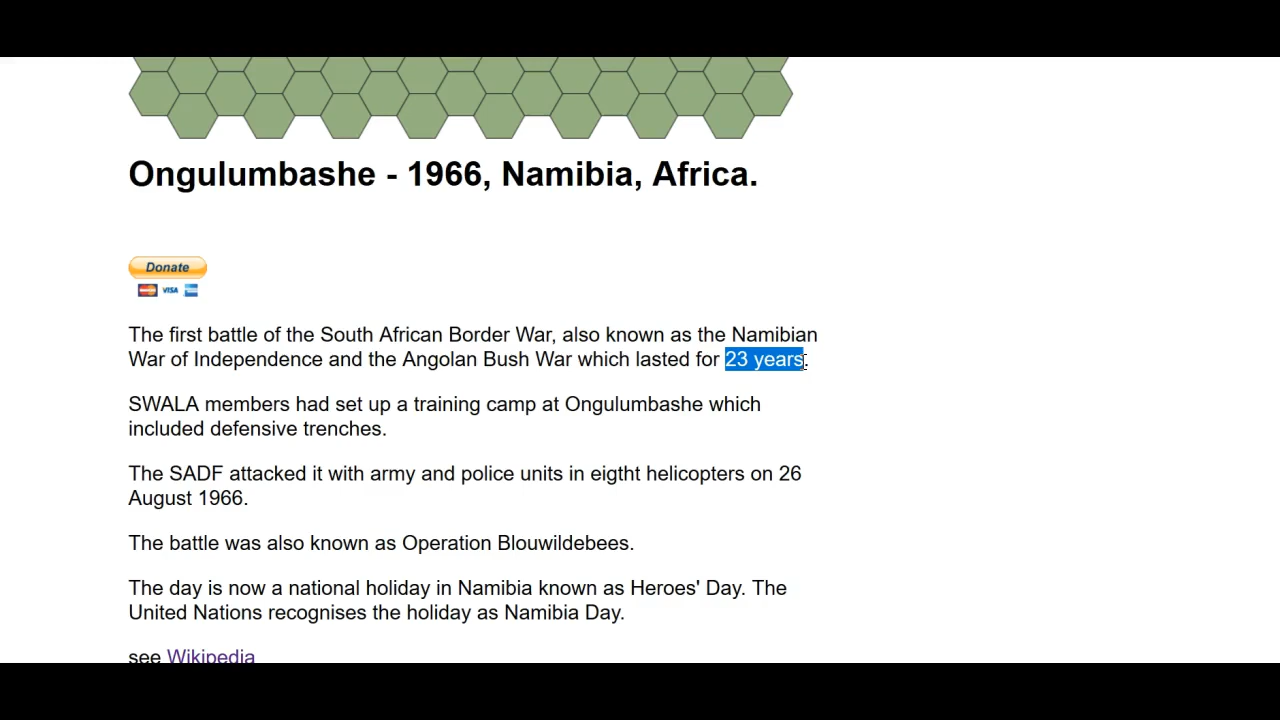 Ongulumbashe - 1966, Namibia, Africa.
Donate
VISA
The first battle of the South African Border War, also known as the Namibian
War of Independence and the Angolan Bush War which lasted for 23 years.
SWALA members had set up a training camp at Ongulumbashe which
included defensive trenches.
The SADF attacked it with army and police units in eigtht helicopters on 26
August 1966.
The battle was also known as Operation Blouwildebees.
The day is now a national holiday in Namibia known as Heroes' Day. The
United Nations recognises the holiday as Namibia Day.
see Wikipedia